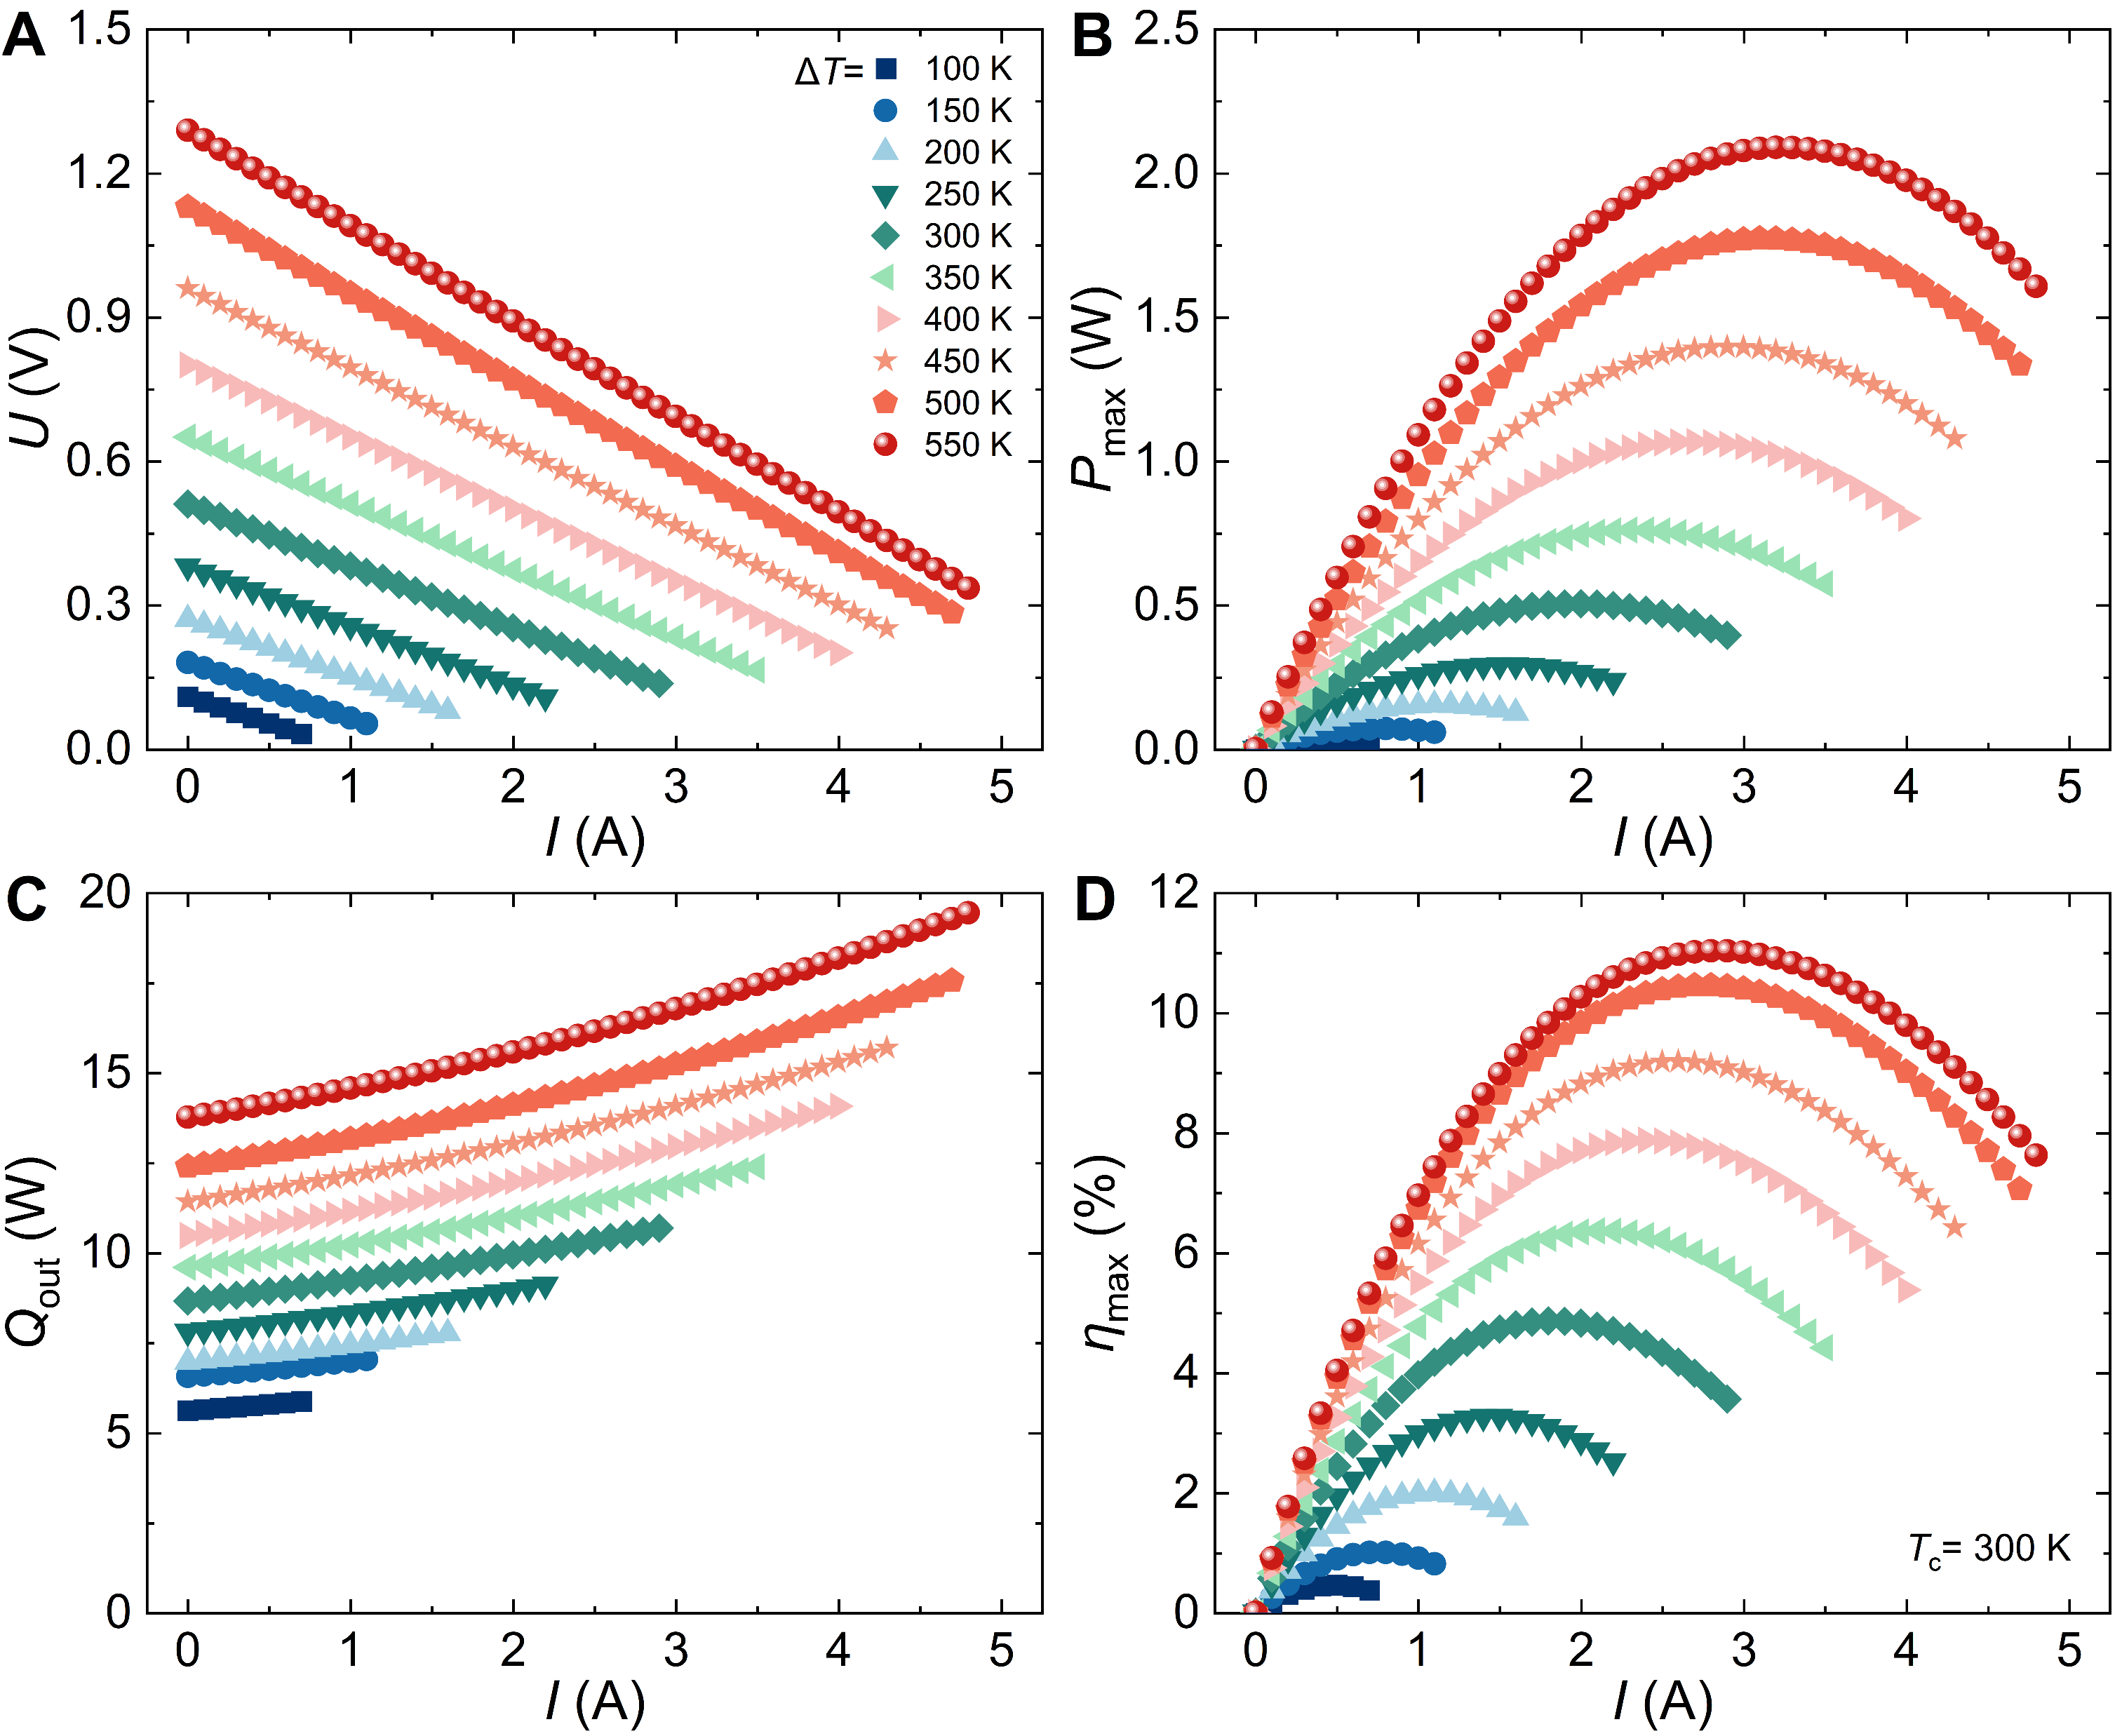 A
1.5
1.2
0.9
0.6
0.3
0.0
U (V)
0 1 2 3 4 5
I (A)
ΔT= 100 K
150 K
200 K
250 K
300 K
350 K
400 K
450 K
500 K
550 K
B
2.5
2.0
1.5
1.0
0.5
0.0
Pmax (W)
0 1 2 3 4 5
I (A)
C
20
15
10
5
0
Qout (W)
0 1 2 3 4 5
I (A)
D
12
10
8
6
4
2
0
ηmax (%)
Tc= 300 K
0 1 2 3 4 5
I (A)